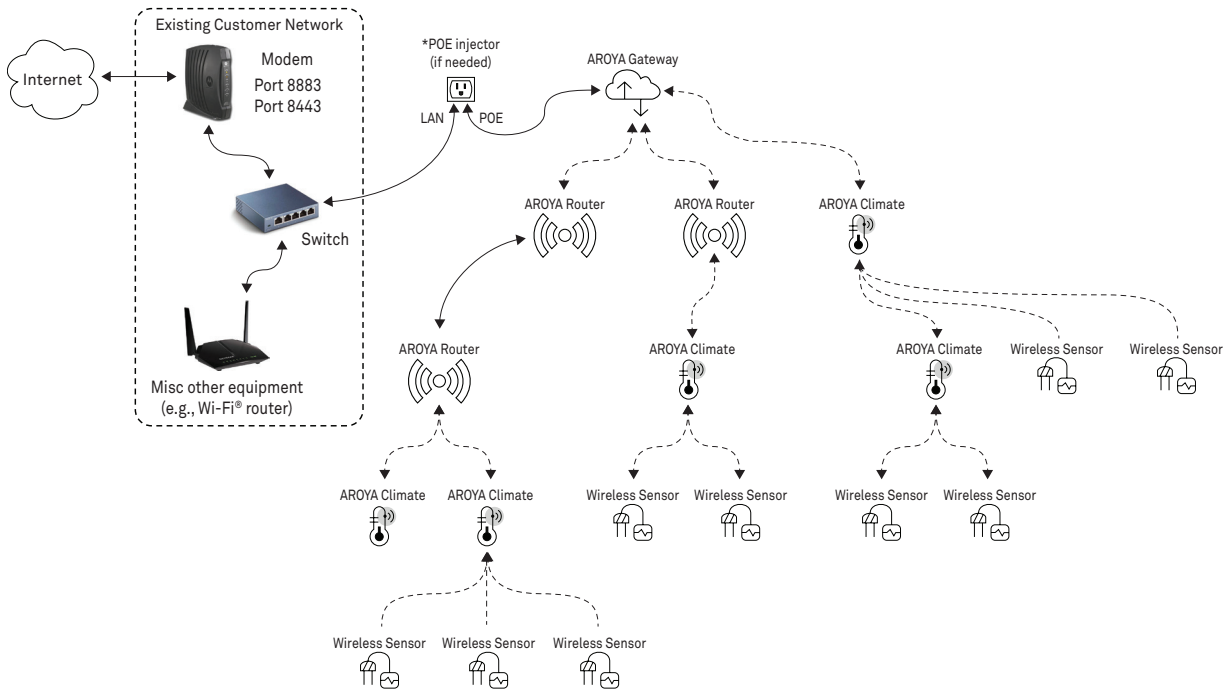 Existing Customer Network
Internet
Modem
Port 8883
Port 8443
*POE injector
(if needed)
LAN
POE
AROYA Gateway
Switch
Misc other equipment
(e.g., Wi-Fi® router)
AROYA Router
AROYA Router
AROYA Climate
AROYA Router
AROYA Climate
AROYA Climate
Wireless Sensor
Wireless Sensor
AROYA Climate
AROYA Climate
Wireless Sensor
Wireless Sensor
Wireless Sensor
Wireless Sensor
Wireless Sensor
Wireless Sensor
Wireless Sensor